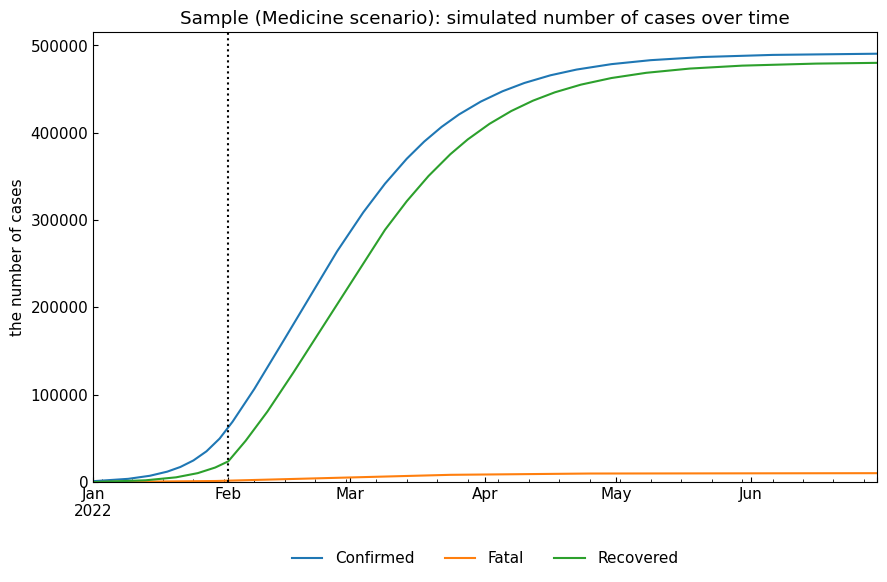 Sample (Medicine scenario): simulated number of cases over time
the number of cases
500000
400000
300000
200000
100000
0
Jan Feb Mar Apr May Jun
2022
Confirmed Fatal Recovered